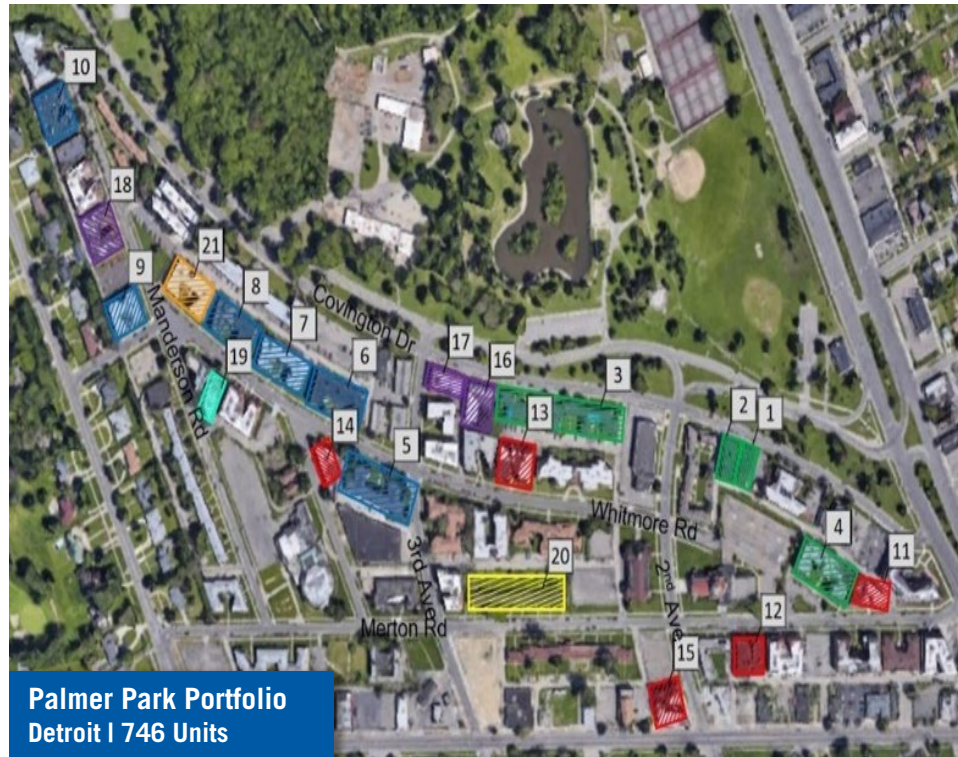 10
18
21
9
8
Covington Dr
Manderson Rd
7
19
6
17
16
3
13
2
1
14
5
Whitmore Rd
4
11
3rd Ave
20
2nd Ave
12
Merton Rd
15
Palmer Park Portfolio
Detroit | 746 Units